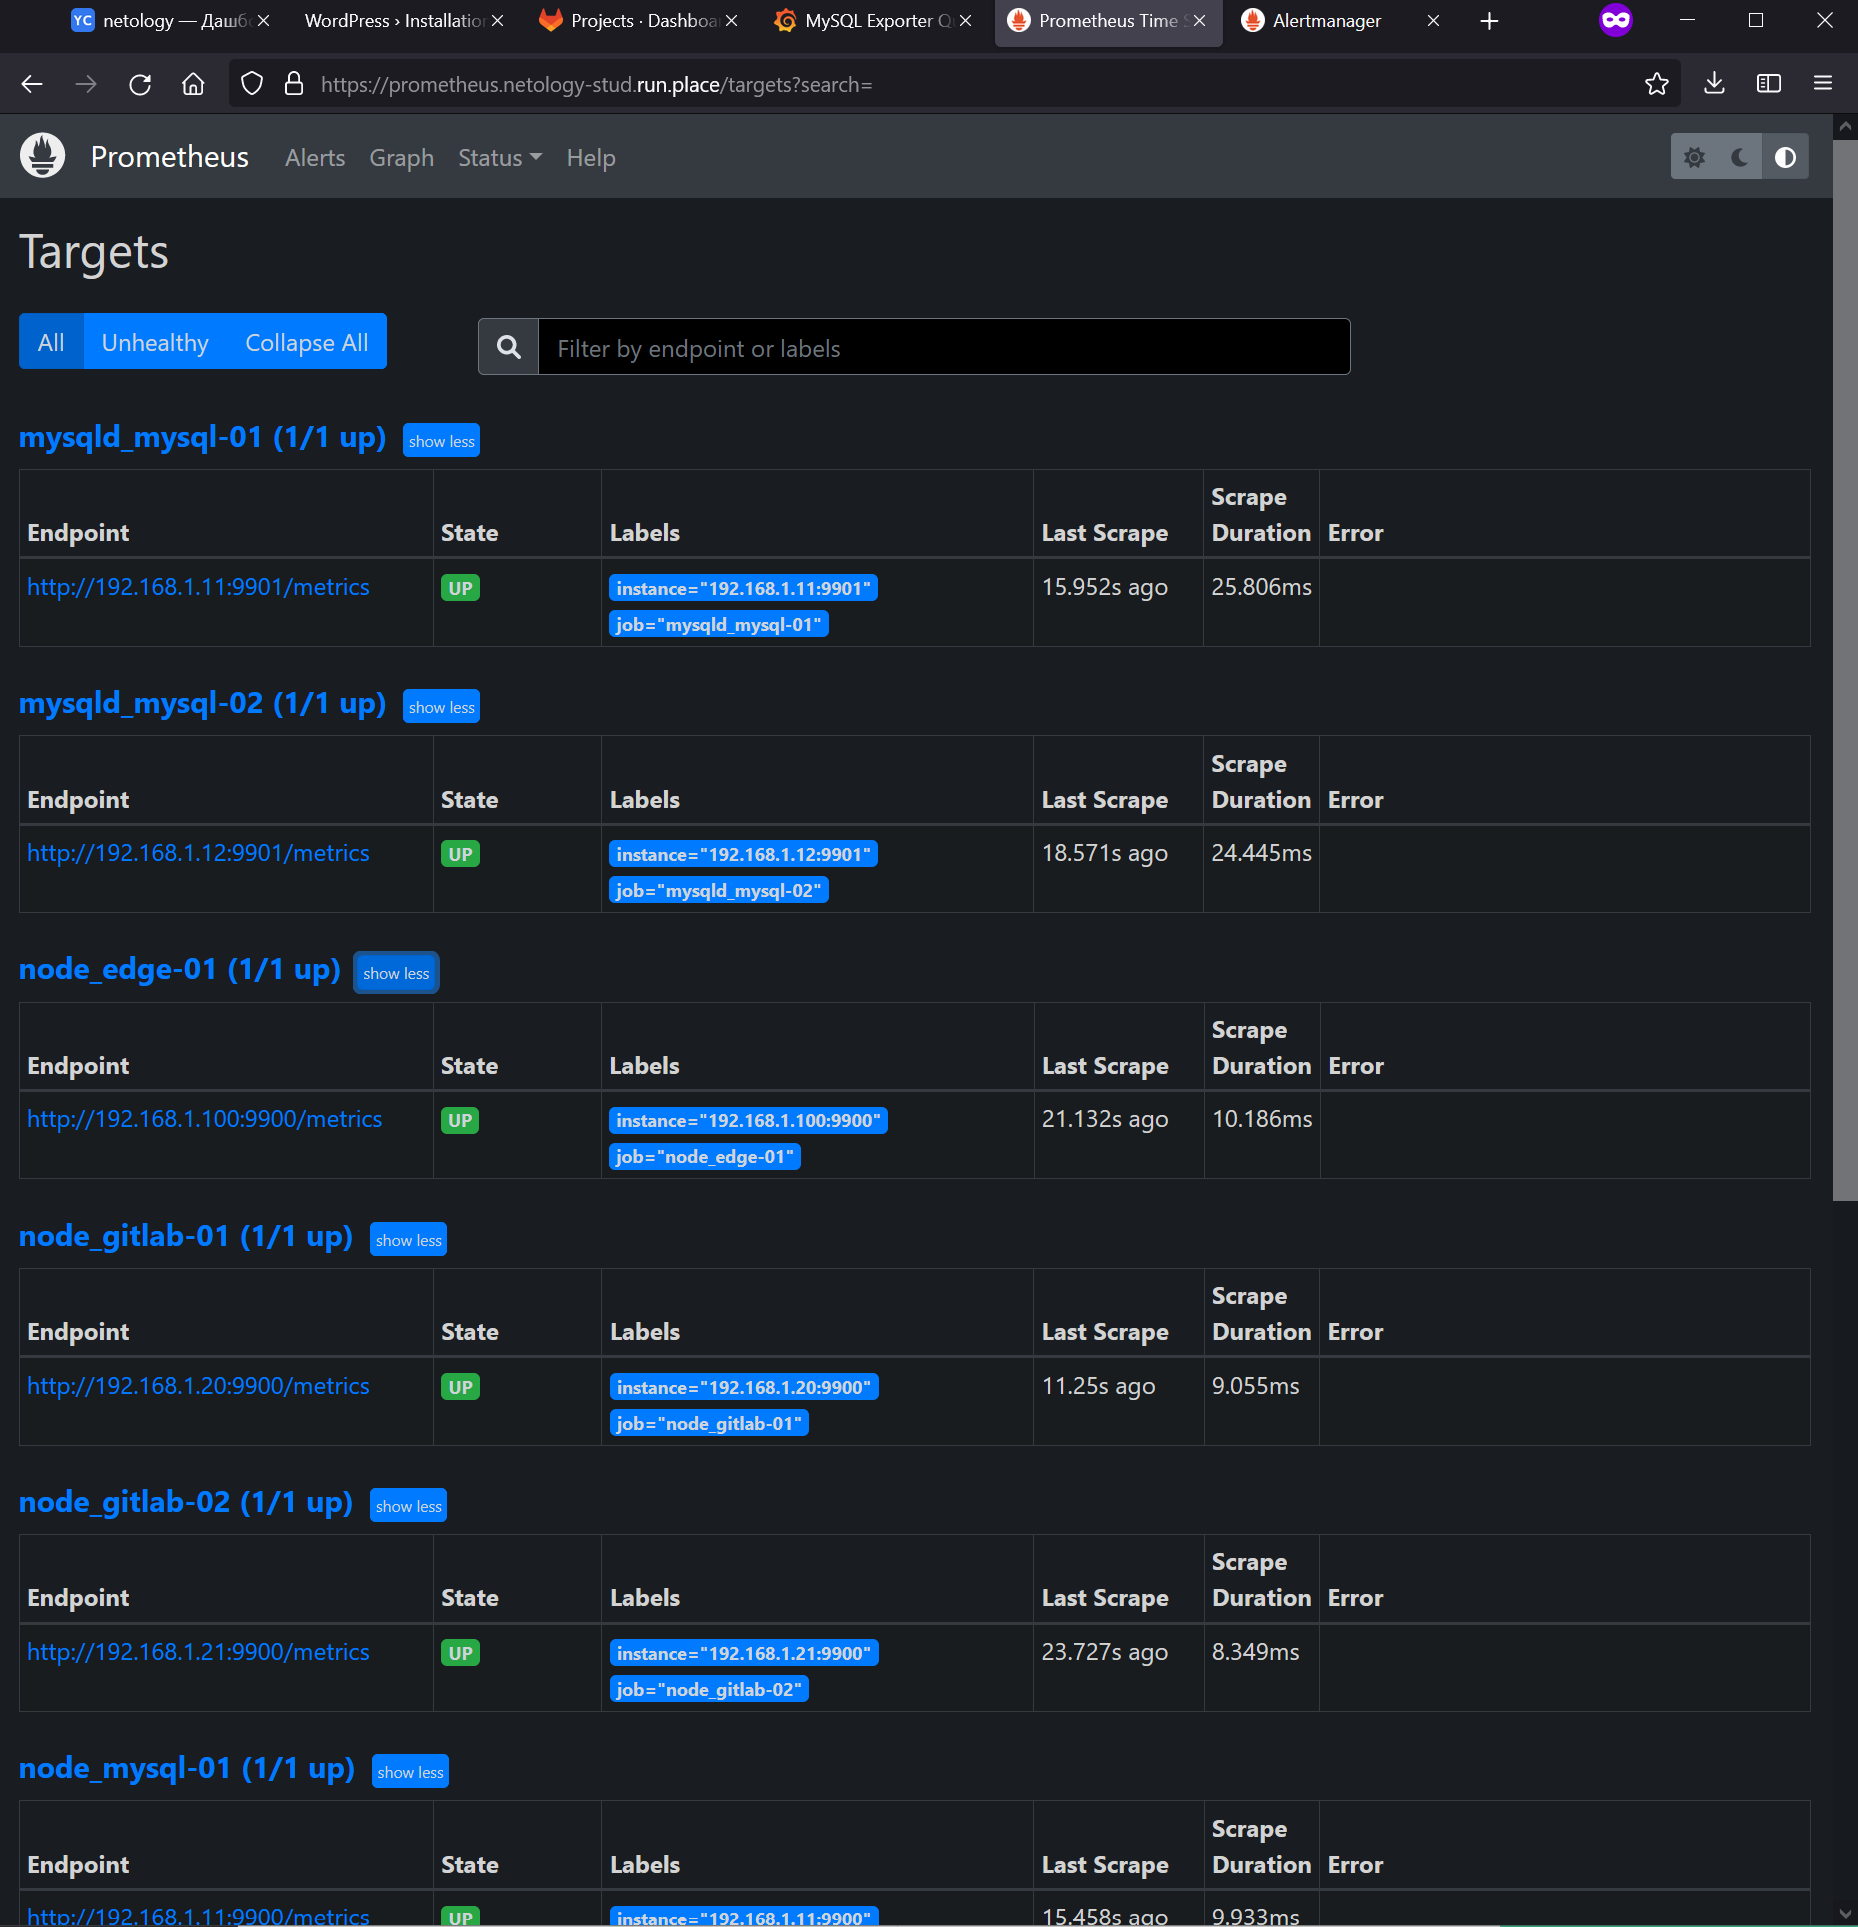 YC netology — Дашб
WordPress › Installation
Projects · Dashboa
MySQL Exporter Q
Prometheus Time S
Alertmanager
https://prometheus.netology-stud.run.place/targets?search=
Prometheus Alerts Graph Status Help
Targets
All Unhealthy Collapse All
Filter by endpoint or labels
mysqld_mysql-01 (1/1 up) show less
Endpoint State Labels Last Scrape Scrape Duration Error
http://192.168.1.11:9901/metrics UP instance="192.168.1.11:9901" 15.952s ago 25.806ms
job="mysqld_mysql-01"
mysqld_mysql-02 (1/1 up) show less
Endpoint State Labels Last Scrape Scrape Duration Error
http://192.168.1.12:9901/metrics UP instance="192.168.1.12:9901" 18.571s ago 24.445ms
job="mysqld_mysql-02"
node_edge-01 (1/1 up) show less
Endpoint State Labels Last Scrape Scrape Duration Error
http://192.168.1.100:9900/metrics UP instance="192.168.1.100:9900" 21.132s ago 10.186ms
job="node_edge-01"
node_gitlab-01 (1/1 up) show less
Endpoint State Labels Last Scrape Scrape Duration Error
http://192.168.1.20:9900/metrics UP instance="192.168.1.20:9900" 11.25s ago 9.055ms
job="node_gitlab-01"
node_gitlab-02 (1/1 up) show less
Endpoint State Labels Last Scrape Scrape Duration Error
http://192.168.1.21:9900/metrics UP instance="192.168.1.21:9900" 23.727s ago 8.349ms
job="node_gitlab-02"
node_mysql-01 (1/1 up) show less
Endpoint State Labels Last Scrape Scrape Duration Error
http://192.168.1.11:9900/metrics UP instance="192.168.1.11:9900" 15.458s ago 9.933ms